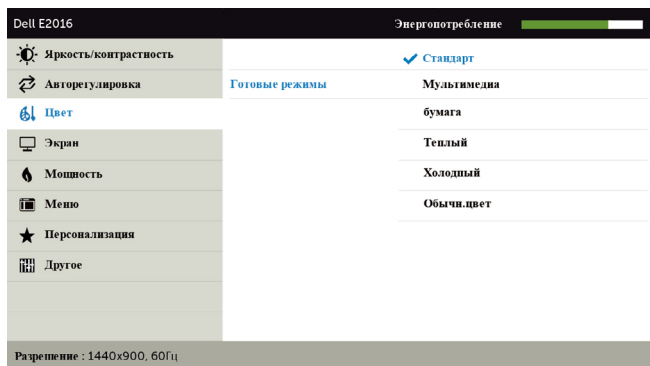 Dell E2016
Энергопотребление
Яркость/контрастность
Стандарт
Авторегулировка
Готовые режимы
Мультимедиа
Цвет
бумага
Экран
Теплый
Мощность
Холодный
Меню
Обычн.цвет
Персонализация
Другое
Разрешение : 1440x900, 60Гц